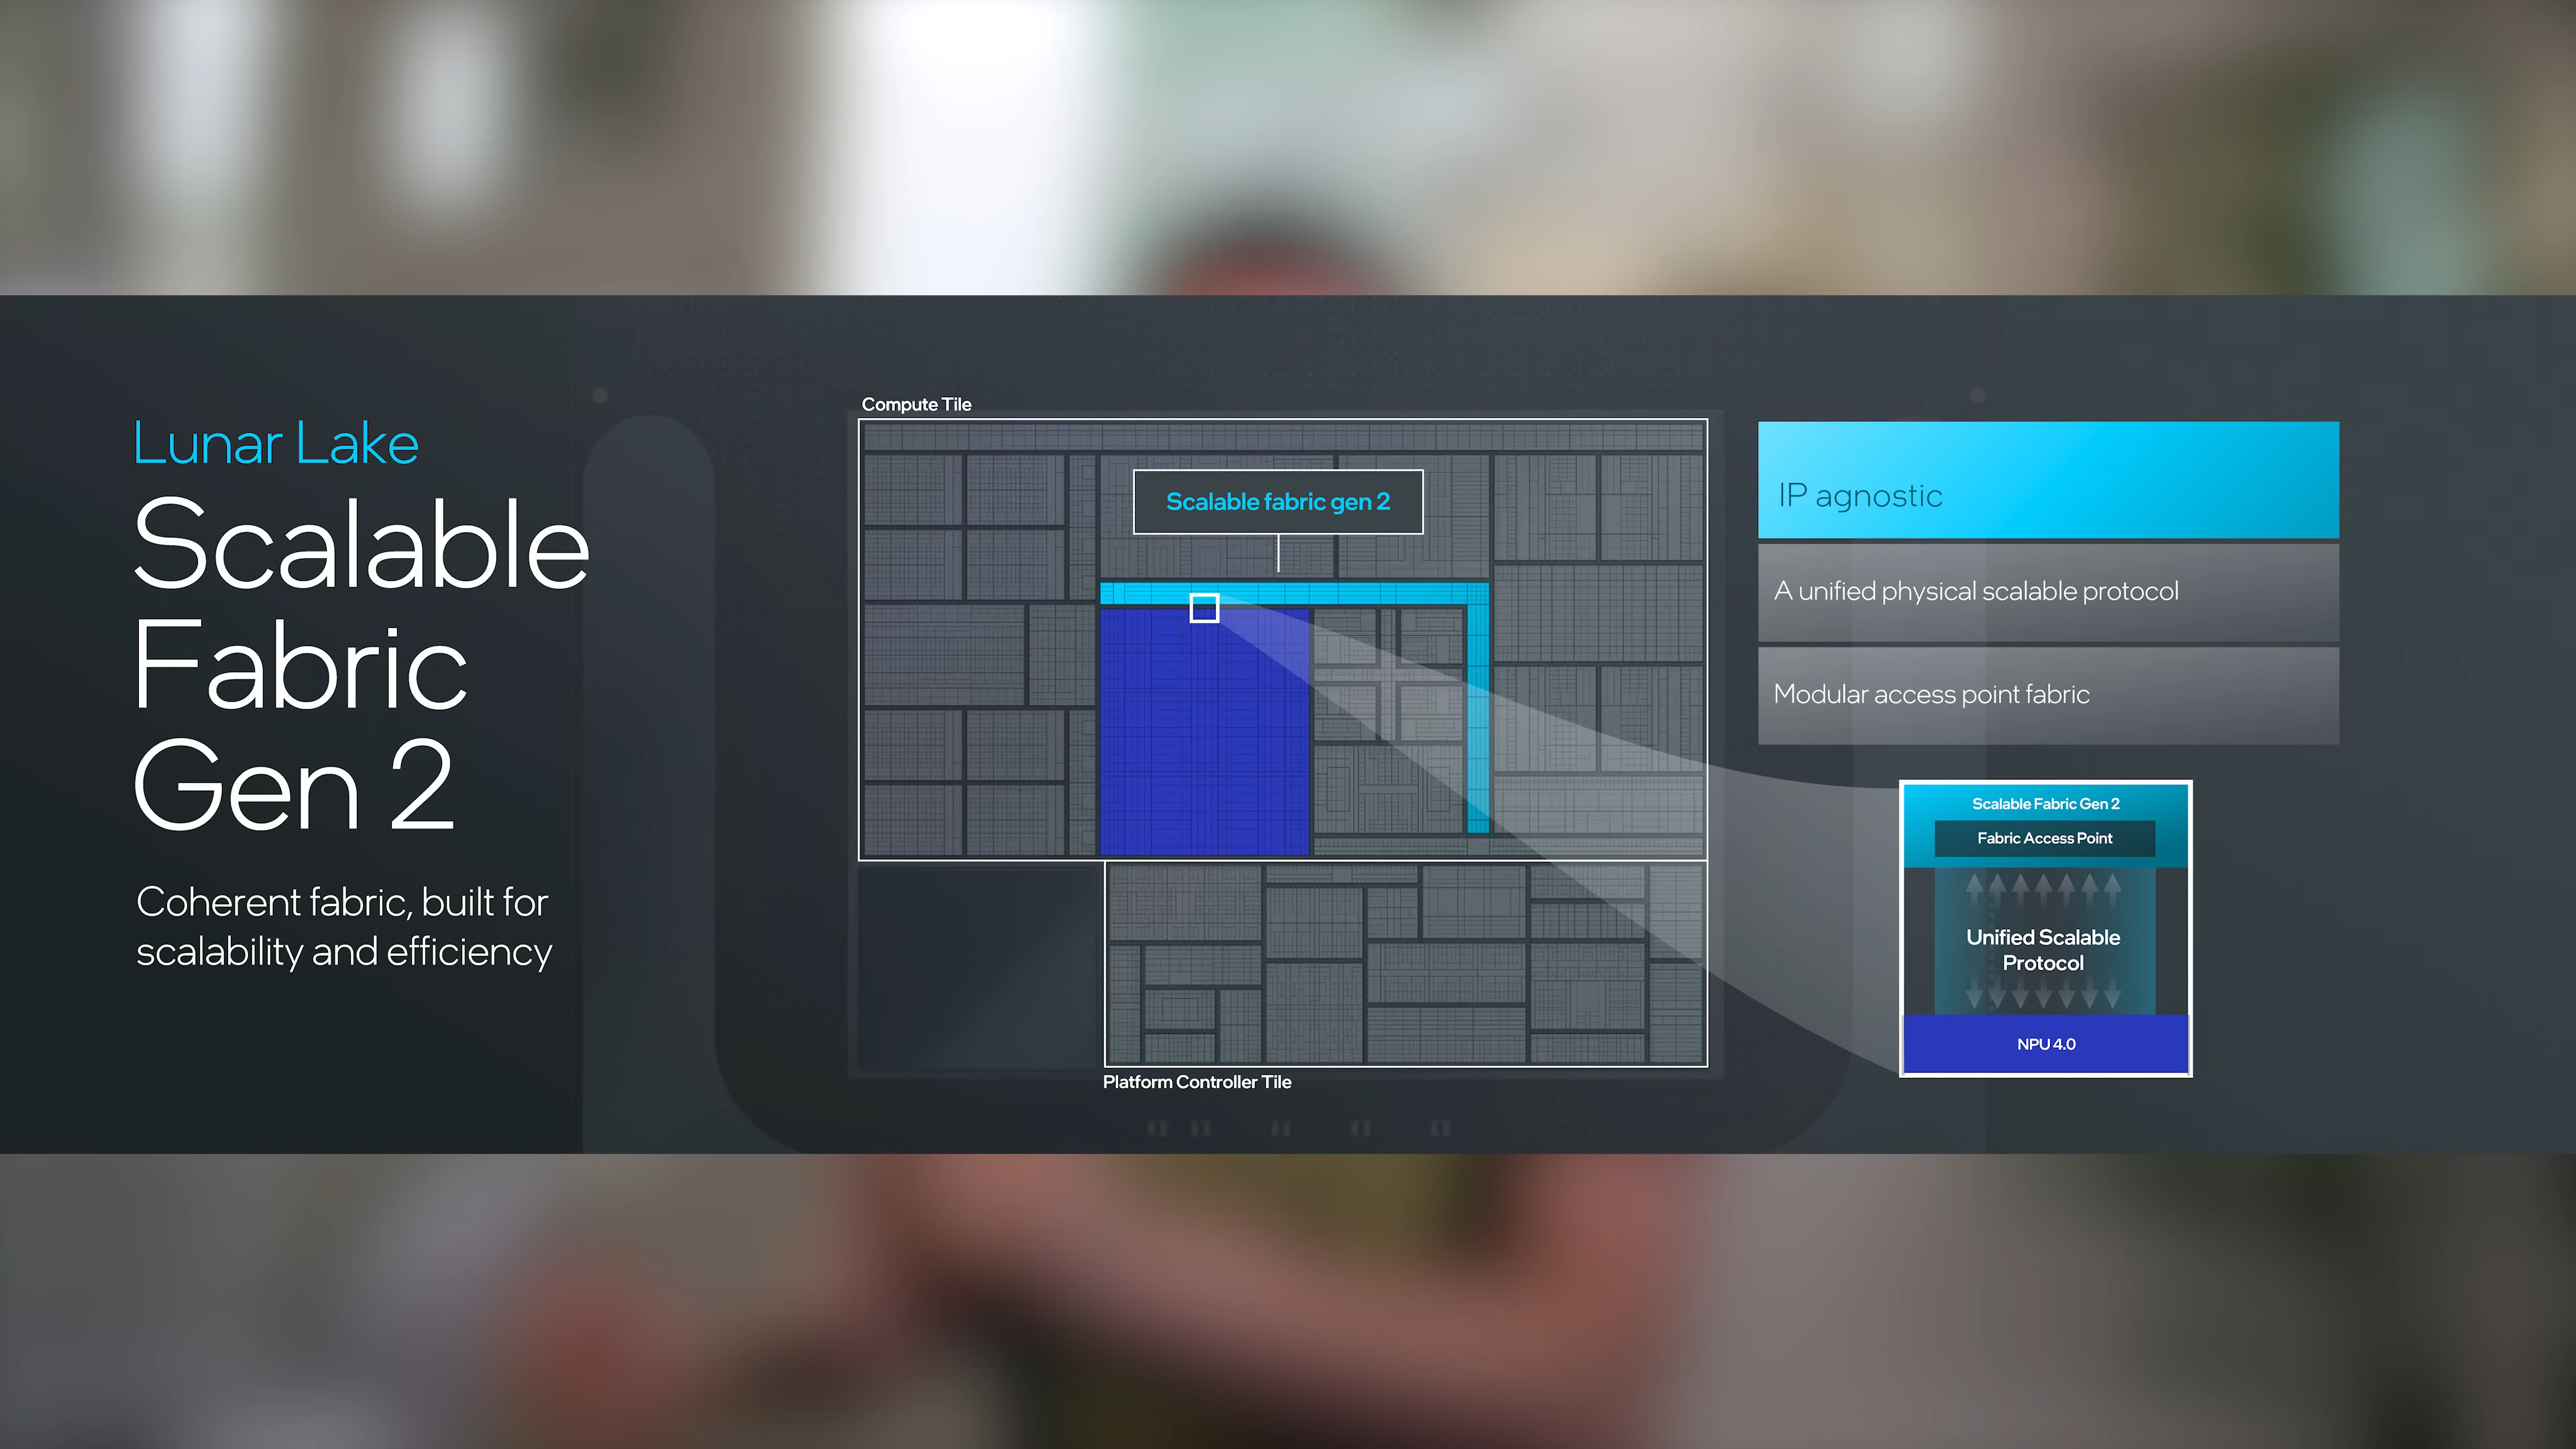 Lunar Lake
Scalable
Fabric
Gen 2
Coherent fabric, built for
scalability and efficiency
Compute Tile
Scalable fabric gen 2
Platform Controller Tile
IP agnostic
A unified physical scalable protocol
Modular access point fabric
Scalable Fabric Gen 2
Fabric Access Point
Unified Scalable
Protocol
NPU 4.0